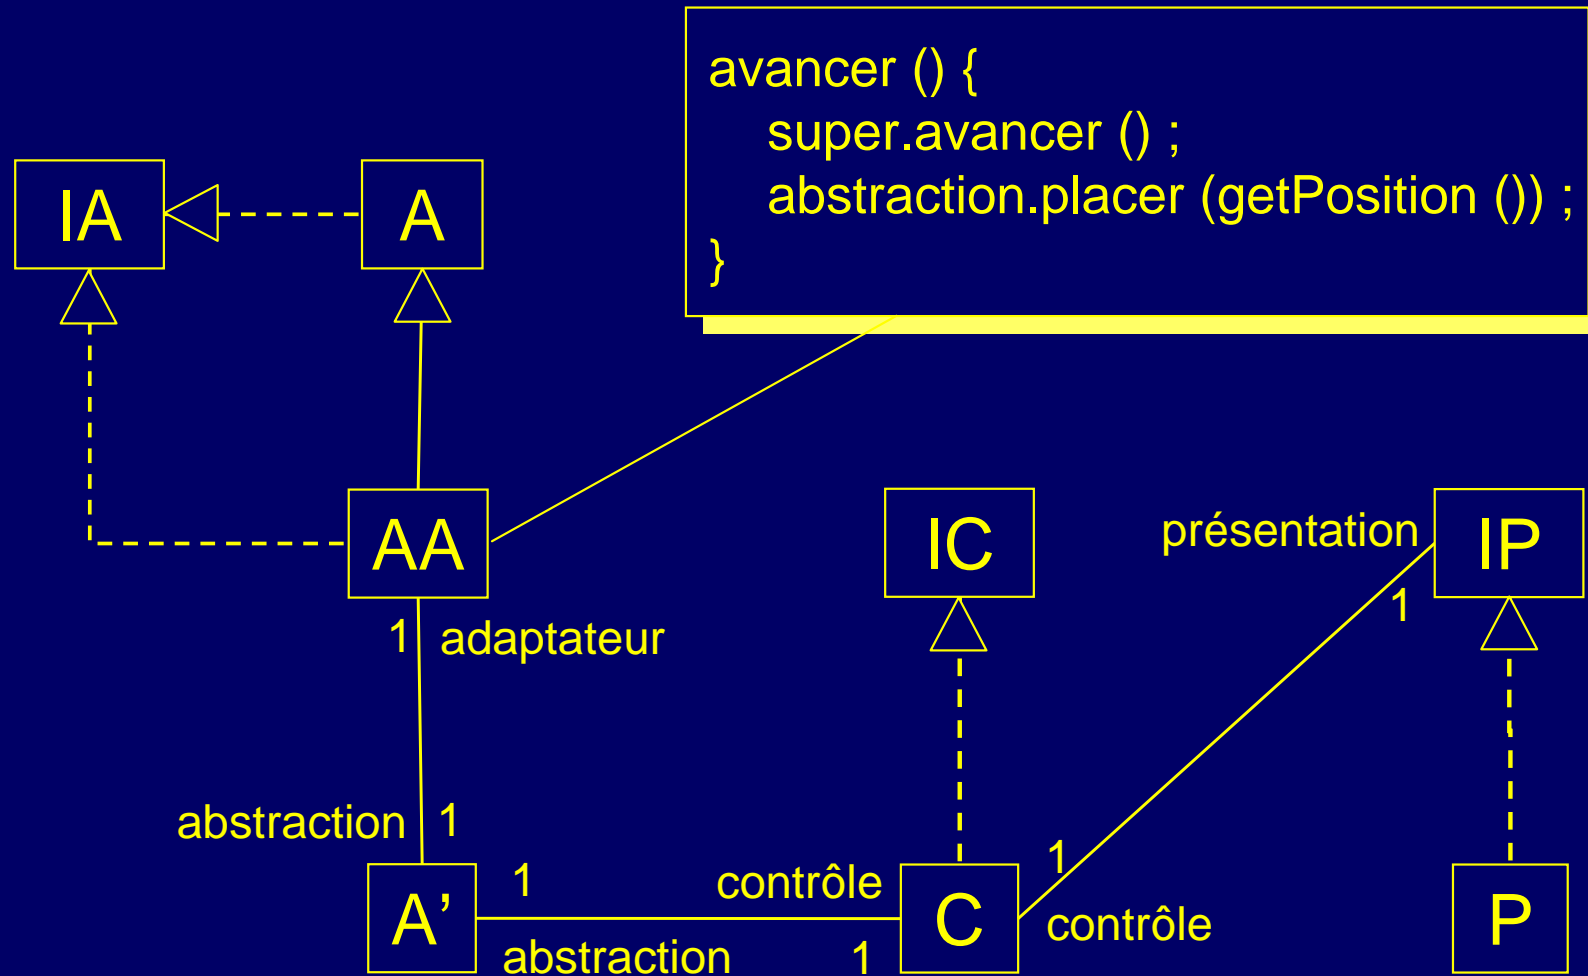 avancer () {
super.avancer () ;
abstraction.placer (getPosition ()) ;
}
IA
A
AA
IC
présentation
IP
1
1 adaptateur
abstraction 1
1
contrôle
1
A’
C
contrôle
P
abstraction
1